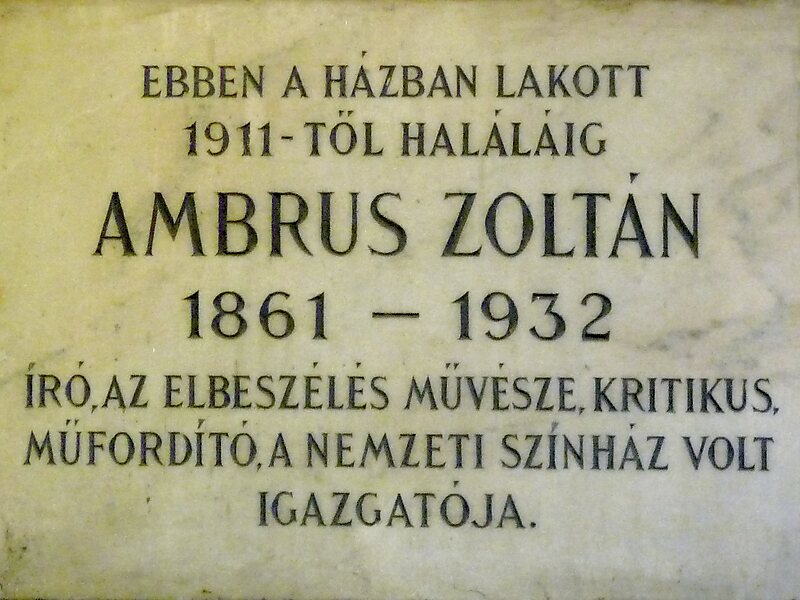 EBBEN A HÁZBAN LAKOTT
1911-TŐL HALÁLÁIG
AMBRUS ZOLTÁN
1861 — 1932
ÍRÓ, AZ ELBESZÉLÉS MŰVÉSZE, KRITIKUS,
MŰFORDÍTÓ, A NEMZETI SZÍNHÁZ VOLT
IGAZGATÓJA.